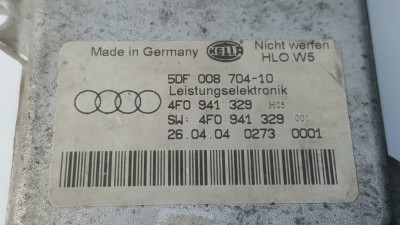 Made in Germany HELLA Nicht werfen
HLO.W5
5DF 008 704-10
Leistungselektronik
4F0 941 329 H05
SW: 4F0 941 329 001
26.04.04 0273 0001